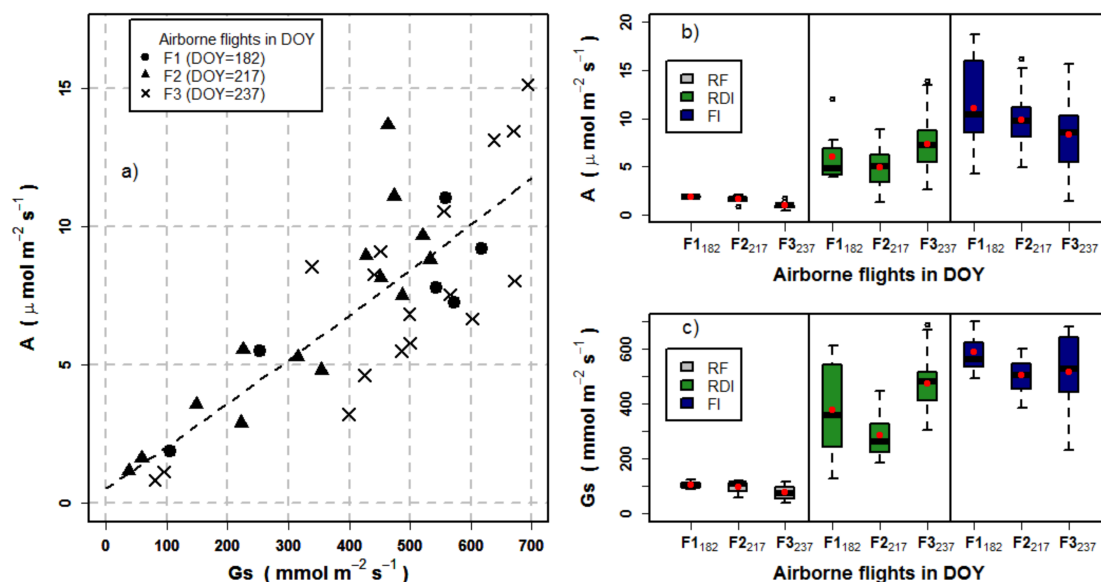 a)
Airborne flights in DOY
F1 (DOY=182)
F2 (DOY=217)
F3 (DOY=237)
15
10
5
0
A ( μ mol m⁻² s⁻¹)
0 100 200 300 400 500 600 700
Gs ( mmol m⁻² s⁻¹)
b)
RF
RDI
FI
20
15
10
5
0
A ( μ mol m⁻² s⁻¹)
F1₁₈₂ F2₂₁₇ F3₂₃₇ F1₁₈₂ F2₂₁₇ F3₂₃₇ F1₁₈₂ F2₂₁₇ F3₂₃₇
Airborne flights in DOY
c)
RF
RDI
FI
600
400
200
0
Gs ( mmol m⁻² s⁻¹)
F1₁₈₂ F2₂₁₇ F3₂₃₇ F1₁₈₂ F2₂₁₇ F3₂₃₇ F1₁₈₂ F2₂₁₇ F3₂₃₇
Airborne flights in DOY